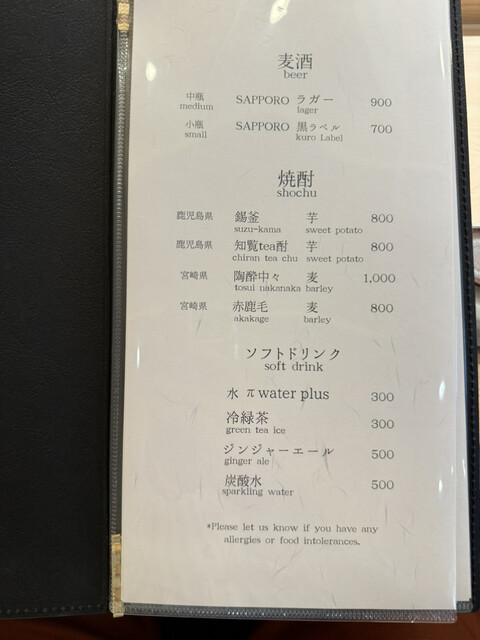 麦酒
beer
中瓶 SAPPORO ラガー 900
medium lager
小瓶 SAPPORO 黒ラベル 700
small kuro Label
焼酎
shochu
鹿児島県 錫釜 芋 800
suzu-kama sweet potato
鹿児島県 知覧tea酎 芋 800
chiran tea chu sweet potato
宮崎県 陶酔中々 麦 1,000
tosui nakanaka barley
宮崎県 赤鹿毛 麦 800
akakage barley
ソフトドリンク
soft drink
水 π water plus 300
冷緑茶 300
green tea ice
ジンジャーエール 500
ginger ale
炭酸水 500
sparkling water
*Please let us know if you have any
allergies or food intolerances.